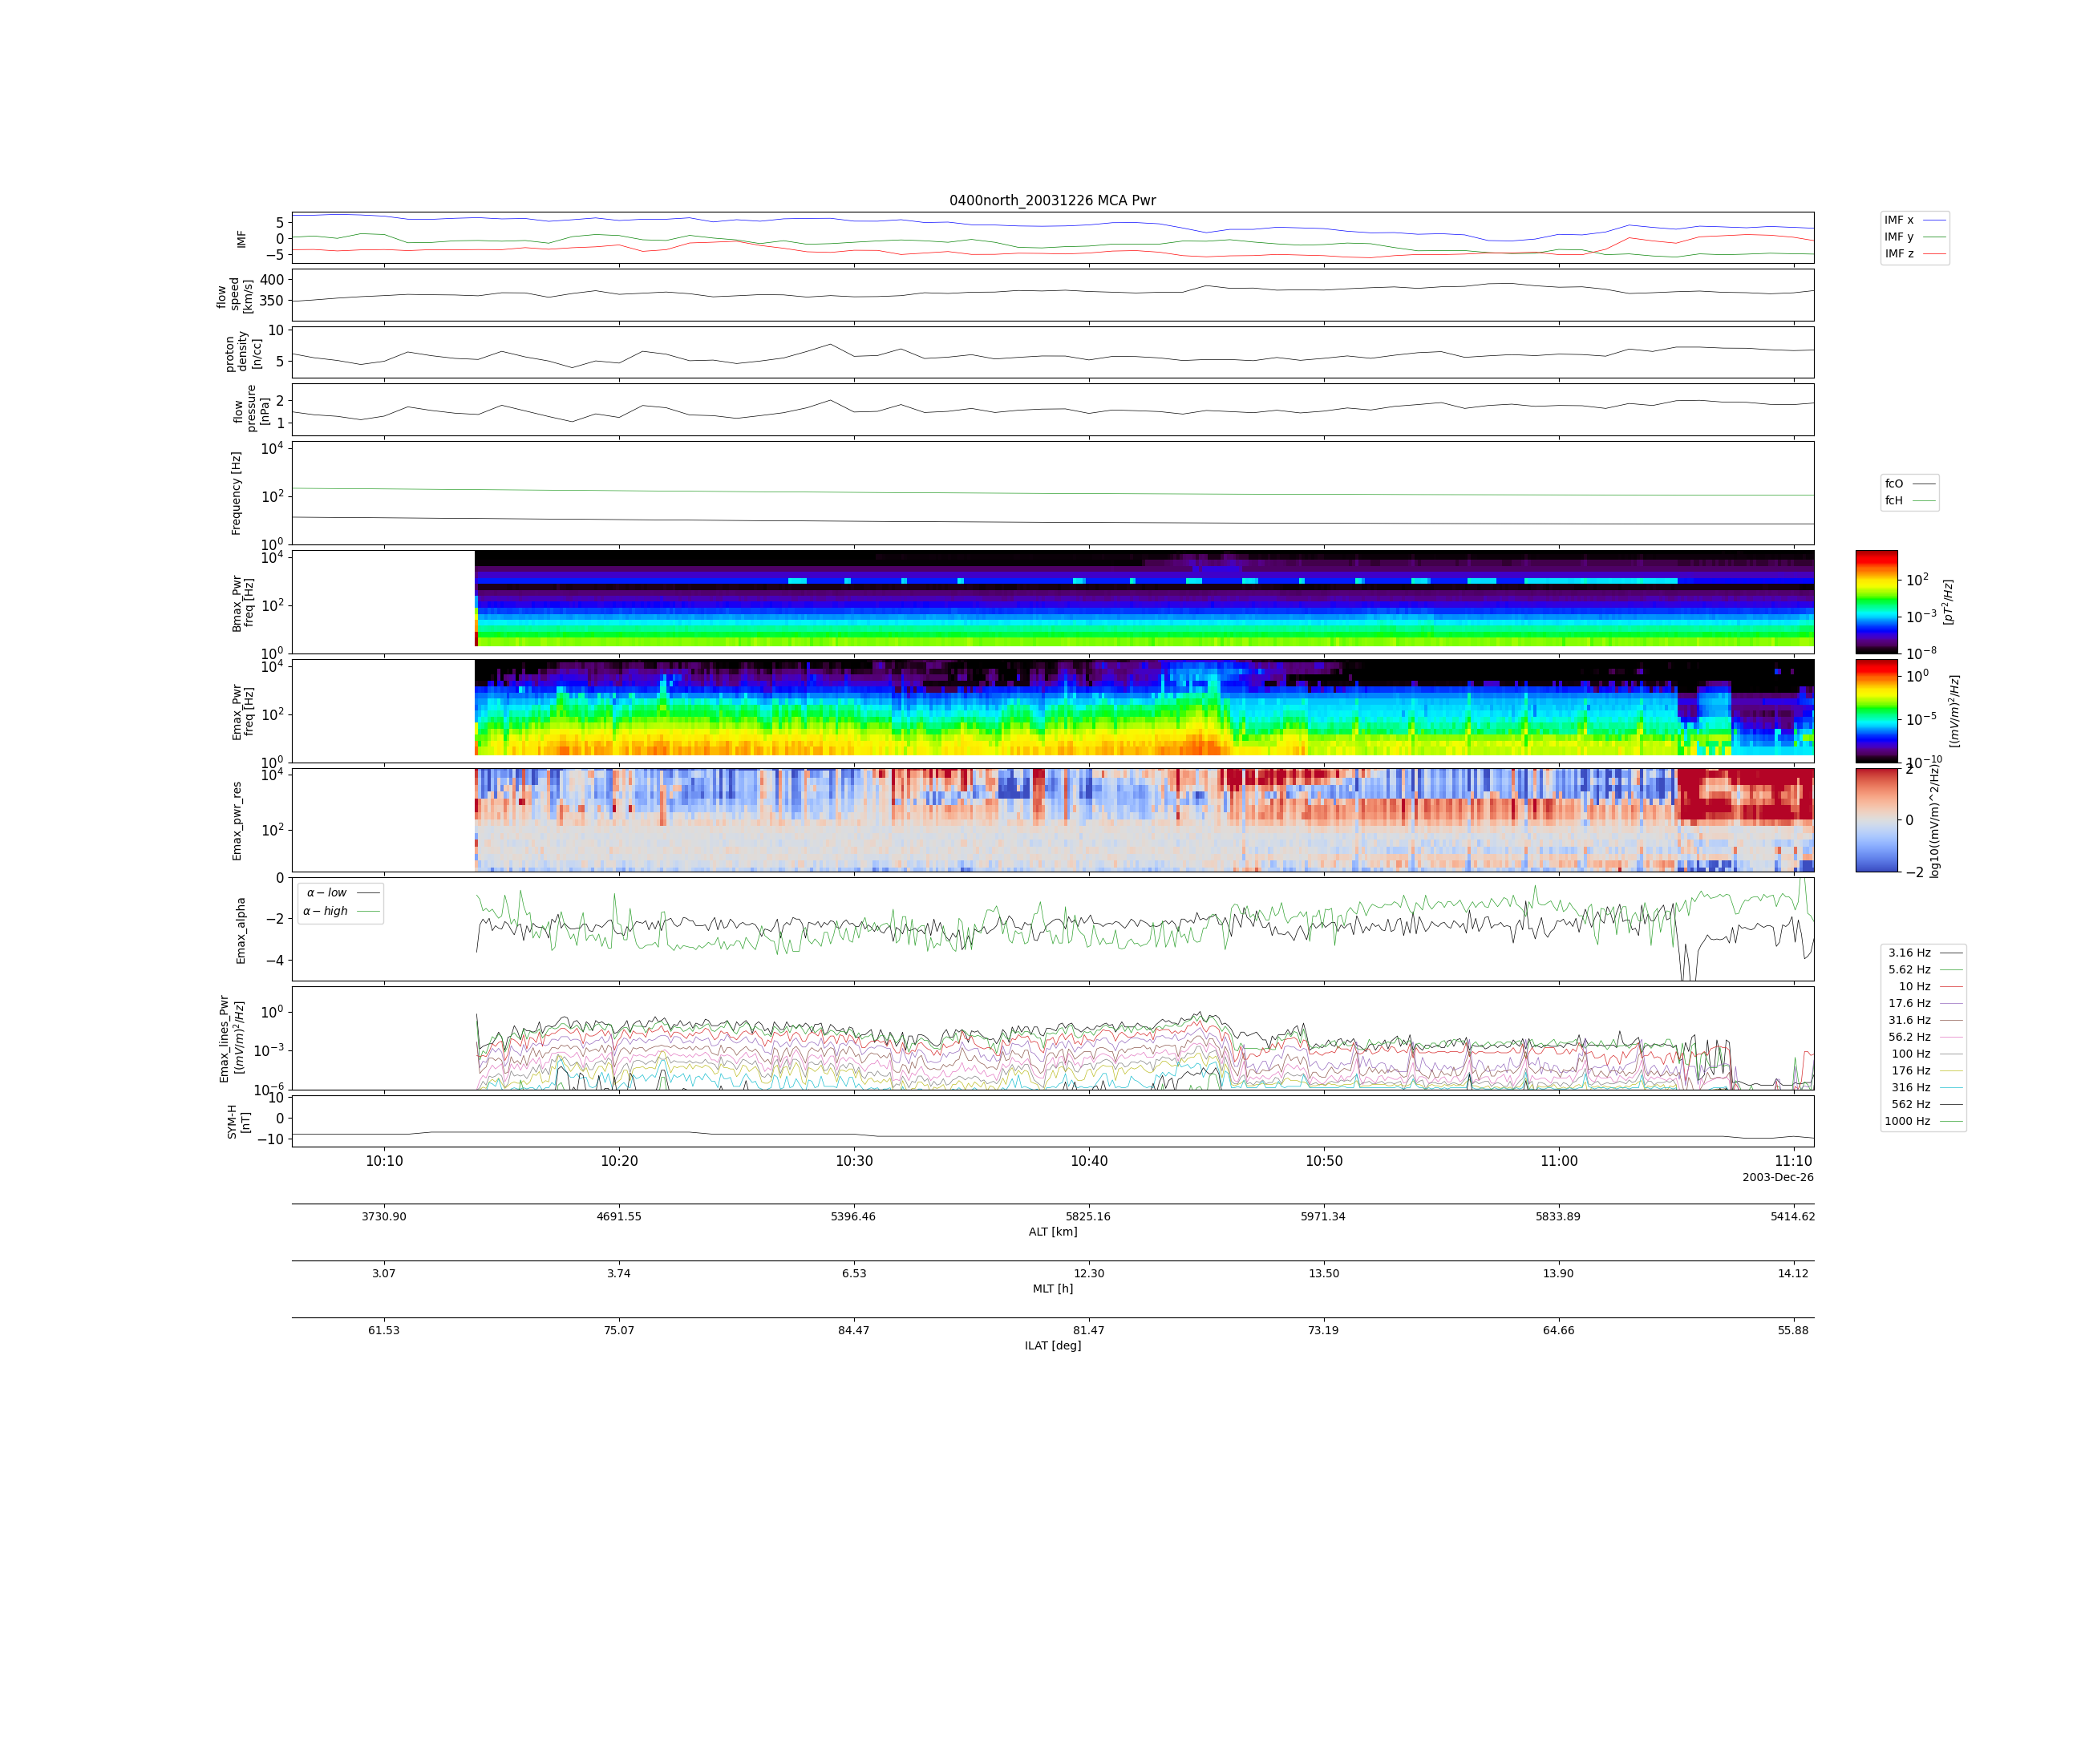 0400north_20031226 MCA Pwr
5
0
−5
IMF
IMF x
IMF y
IMF z
400
350
flow
speed
[km/s]
10
5
proton
density
[n/cc]
2
1
flow
pressure
[nPa]
10^4
10^2
10^0
Frequency [Hz]
fcO
fcH
10^4
10^2
10^0
Bmax_Pwr
freq [Hz]
10^2
10^−3
10^−8
[pT^2/Hz]
10^4
10^2
10^0
Emax_Pwr
freq [Hz]
10^0
10^−5
10^−10
[(mV/m)^2/Hz]
10^4
10^2
Emax_pwr_res
2
0
−2
log10((mV/m)^2/Hz)
0
−2
−4
Emax_alpha
α − low
α − high
10^0
10^−3
10^−6
Emax_lines_Pwr
[(mV/m)^2/Hz]
3.16 Hz
5.62 Hz
10 Hz
17.6 Hz
31.6 Hz
56.2 Hz
100 Hz
176 Hz
316 Hz
562 Hz
1000 Hz
10
0
−10
SYM-H
[nT]
10:10 10:20 10:30 10:40 10:50 11:00 11:10
2003-Dec-26
3730.90 4691.55 5396.46 5825.16 5971.34 5833.89 5414.62
ALT [km]
3.07 3.74 6.53 12.30 13.50 13.90 14.12
MLT [h]
61.53 75.07 84.47 81.47 73.19 64.66 55.88
ILAT [deg]